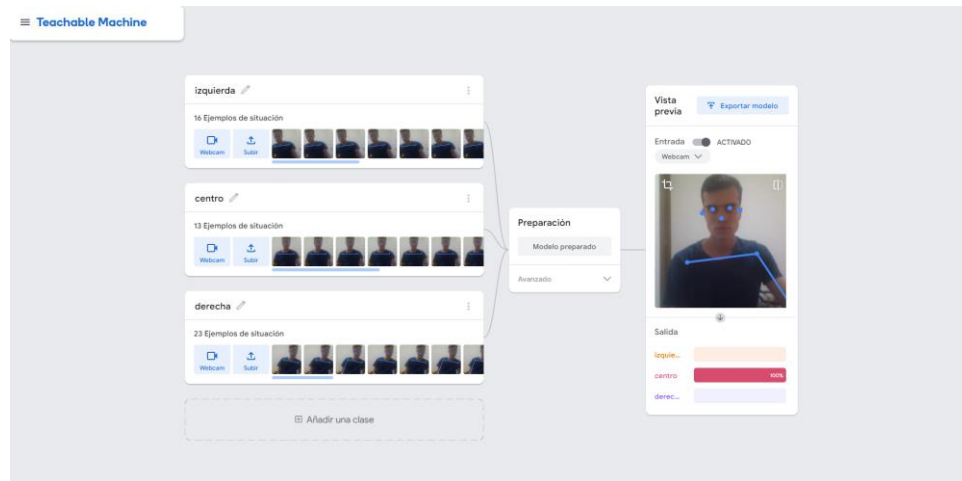 Teachable Machine
izquierda
16 Ejemplos de situación
Webcam
Subir
centro
13 Ejemplos de situación
Webcam
Subir
derecha
23 Ejemplos de situación
Webcam
Subir
Añadir una clase
Preparación
Modelo preparado
Avanzado
Vista
previa
Exportar modelo
Entrada
ACTIVADO
Webcam
Salida
izquie...
centro
100%
derec...